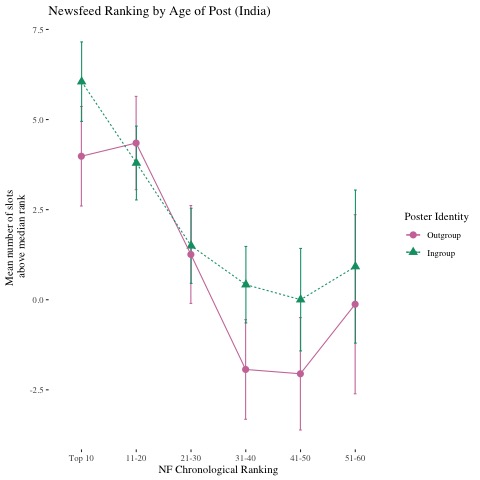 Newsfeed Ranking by Age of Post (India)
7.5
5.0
2.5
0.0
-2.5
Mean number of slots
above median rank
Top 10
11-20
21-30
31-40
41-50
51-60
NF Chronological Ranking
Poster Identity
Outgroup
Ingroup